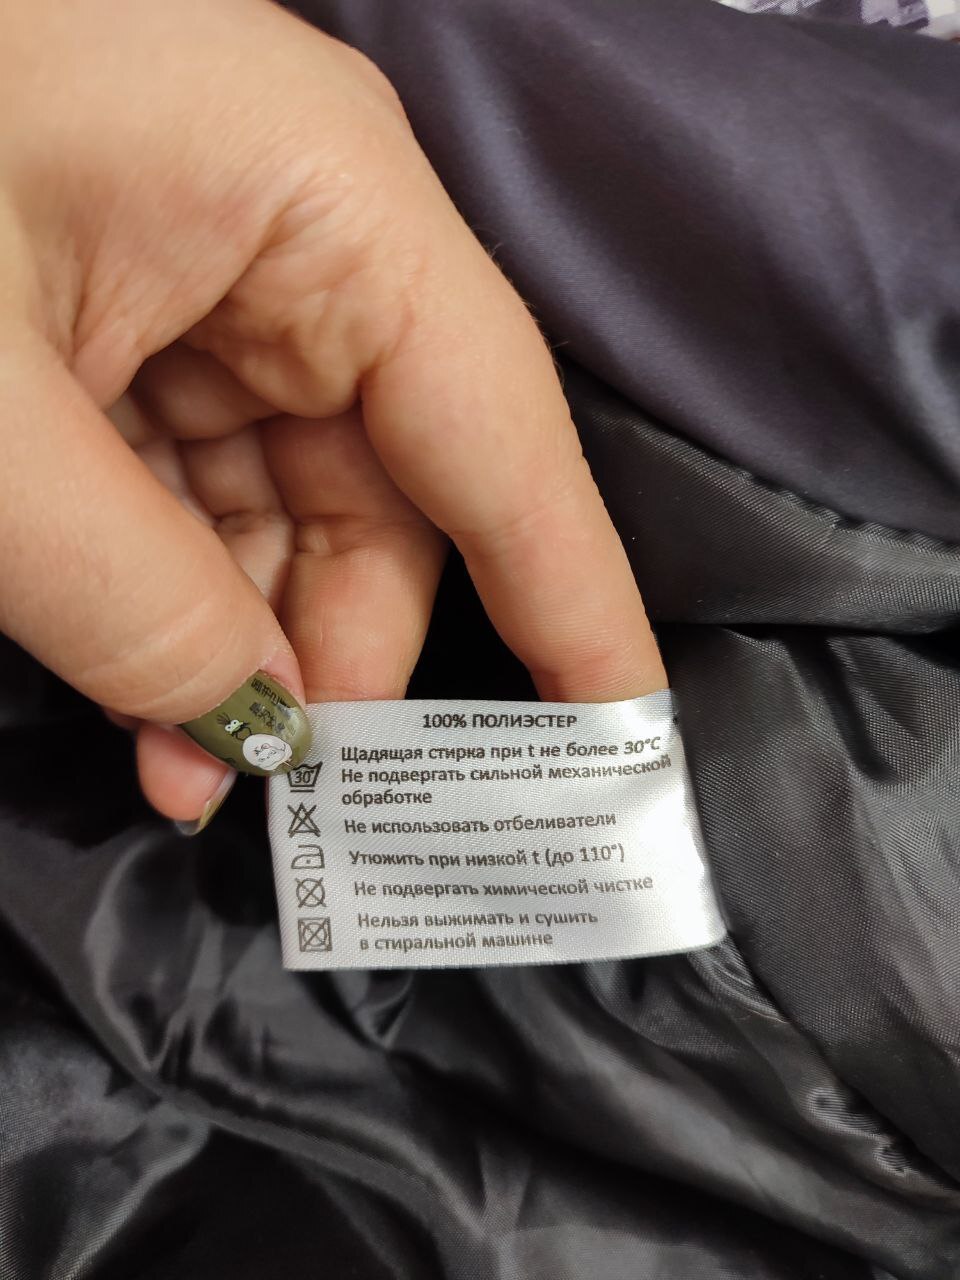 100% ПОЛИЭСТЕР
Щадящая стирка при t не более 30°C
30
Не подвергать сильной механической
обработке
Не использовать отбеливатели
Утюжить при низкой t (до 110°)
Не подвергать химической чистке
Нельзя выжимать и сушить
в стиральной машине